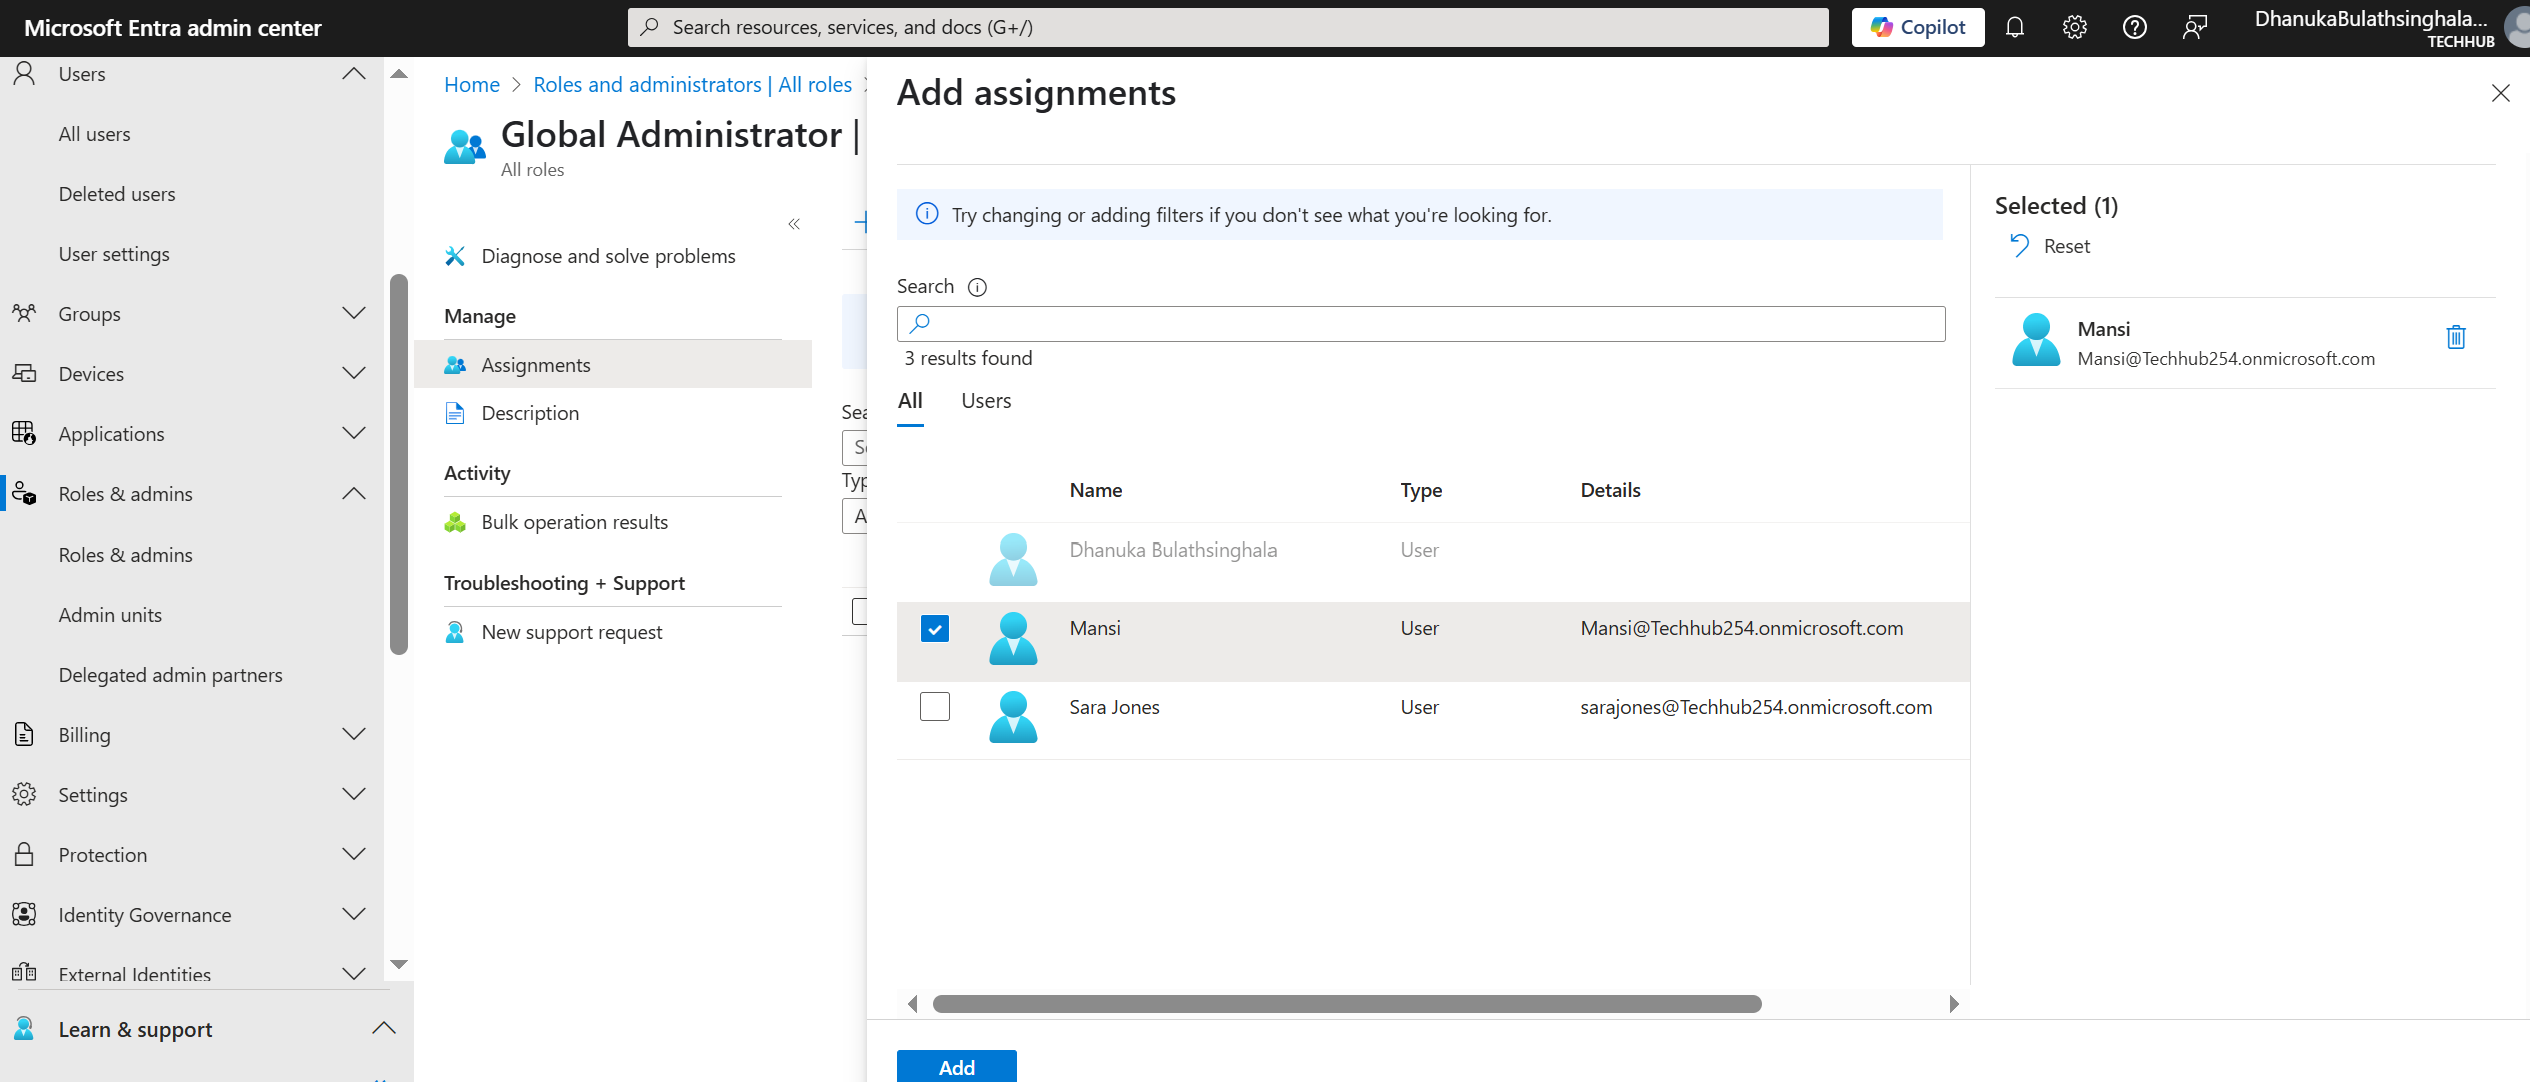 Microsoft Entra admin center
Search resources, services, and docs (G+/)
Copilot
DhanukaBulathsinghala...
TECHHUB
Users
All users
Deleted users
User settings
Groups
Devices
Applications
Roles & admins
Roles & admins
Admin units
Delegated admin partners
Billing
Settings
Protection
Identity Governance
External Identities
Learn & support
Home > Roles and administrators | All roles >
Global Administrator |
All roles
«
Diagnose and solve problems
Manage
Assignments
Description
Activity
Bulk operation results
Troubleshooting + Support
New support request
Add assignments
Try changing or adding filters if you don't see what you're looking for.
Search
3 results found
All Users
Name Type Details
Dhanuka Bulathsinghala User
Mansi User Mansi@Techhub254.onmicrosoft.com
Sara Jones User sarajones@Techhub254.onmicrosoft.com
Add
Selected (1)
Reset
Mansi
Mansi@Techhub254.onmicrosoft.com